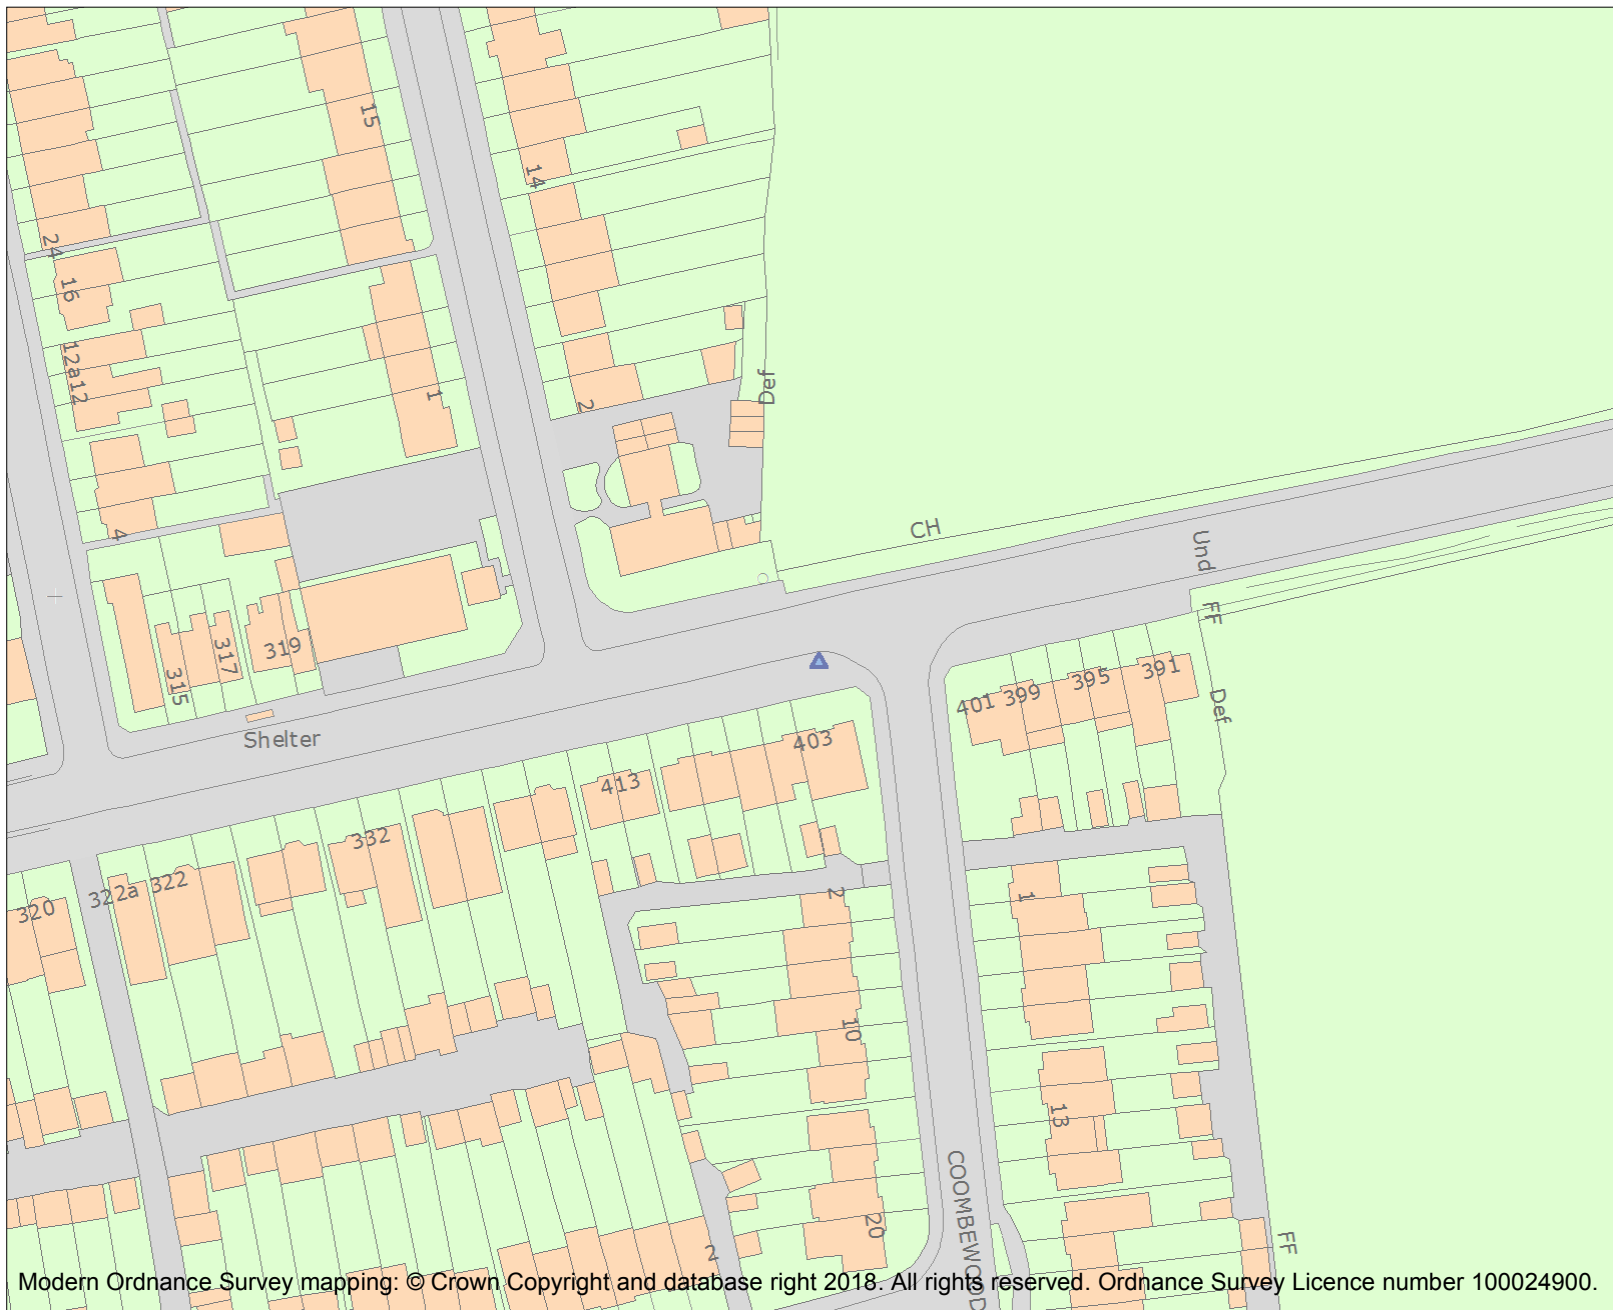 15
14
24
16
12a12
1
2
Def
4
CH
Und
FF
315
317
319
Shelter
401
399
395
391
Def
403
413
332
322
322a
320
2
1
10
13
20
2
COOMBEWOOD
FF
Modern Ordnance Survey mapping: © Crown Copyright and database right 2018. All rights reserved. Ordnance Survey Licence number 100024900.